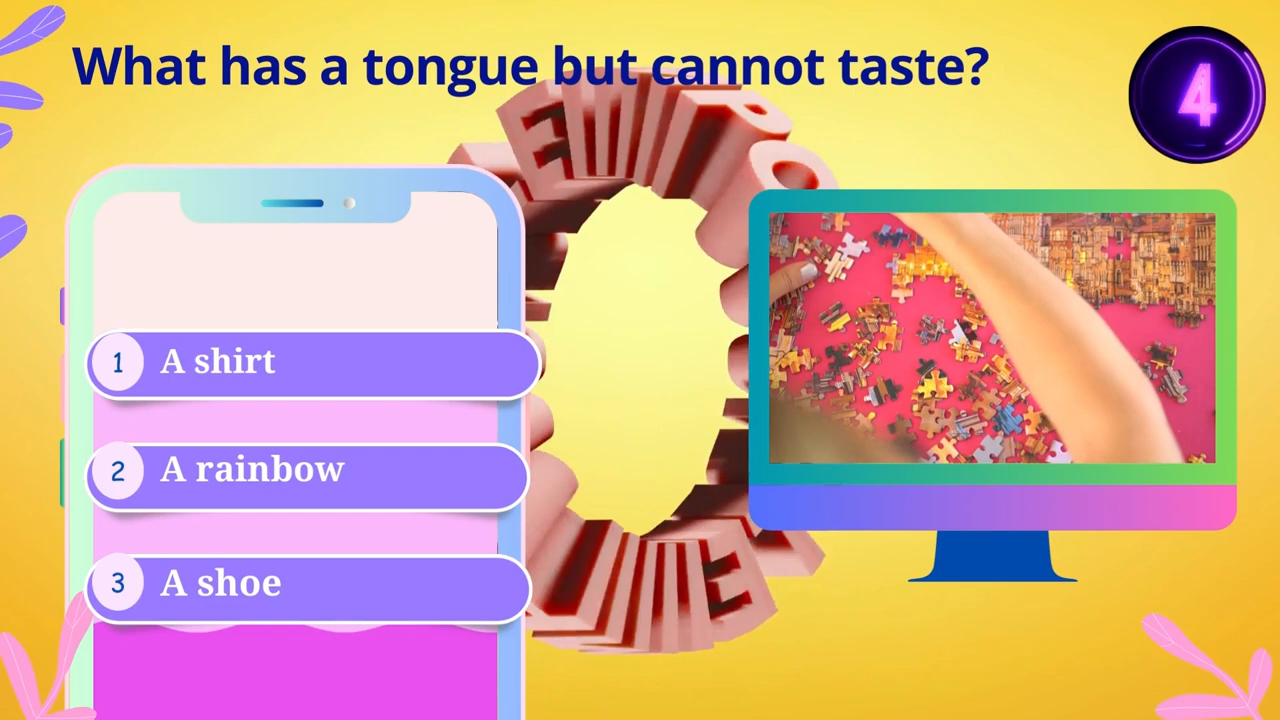 What has a tongue but cannot taste?
4
1 A shirt
2 A rainbow
3 A shoe